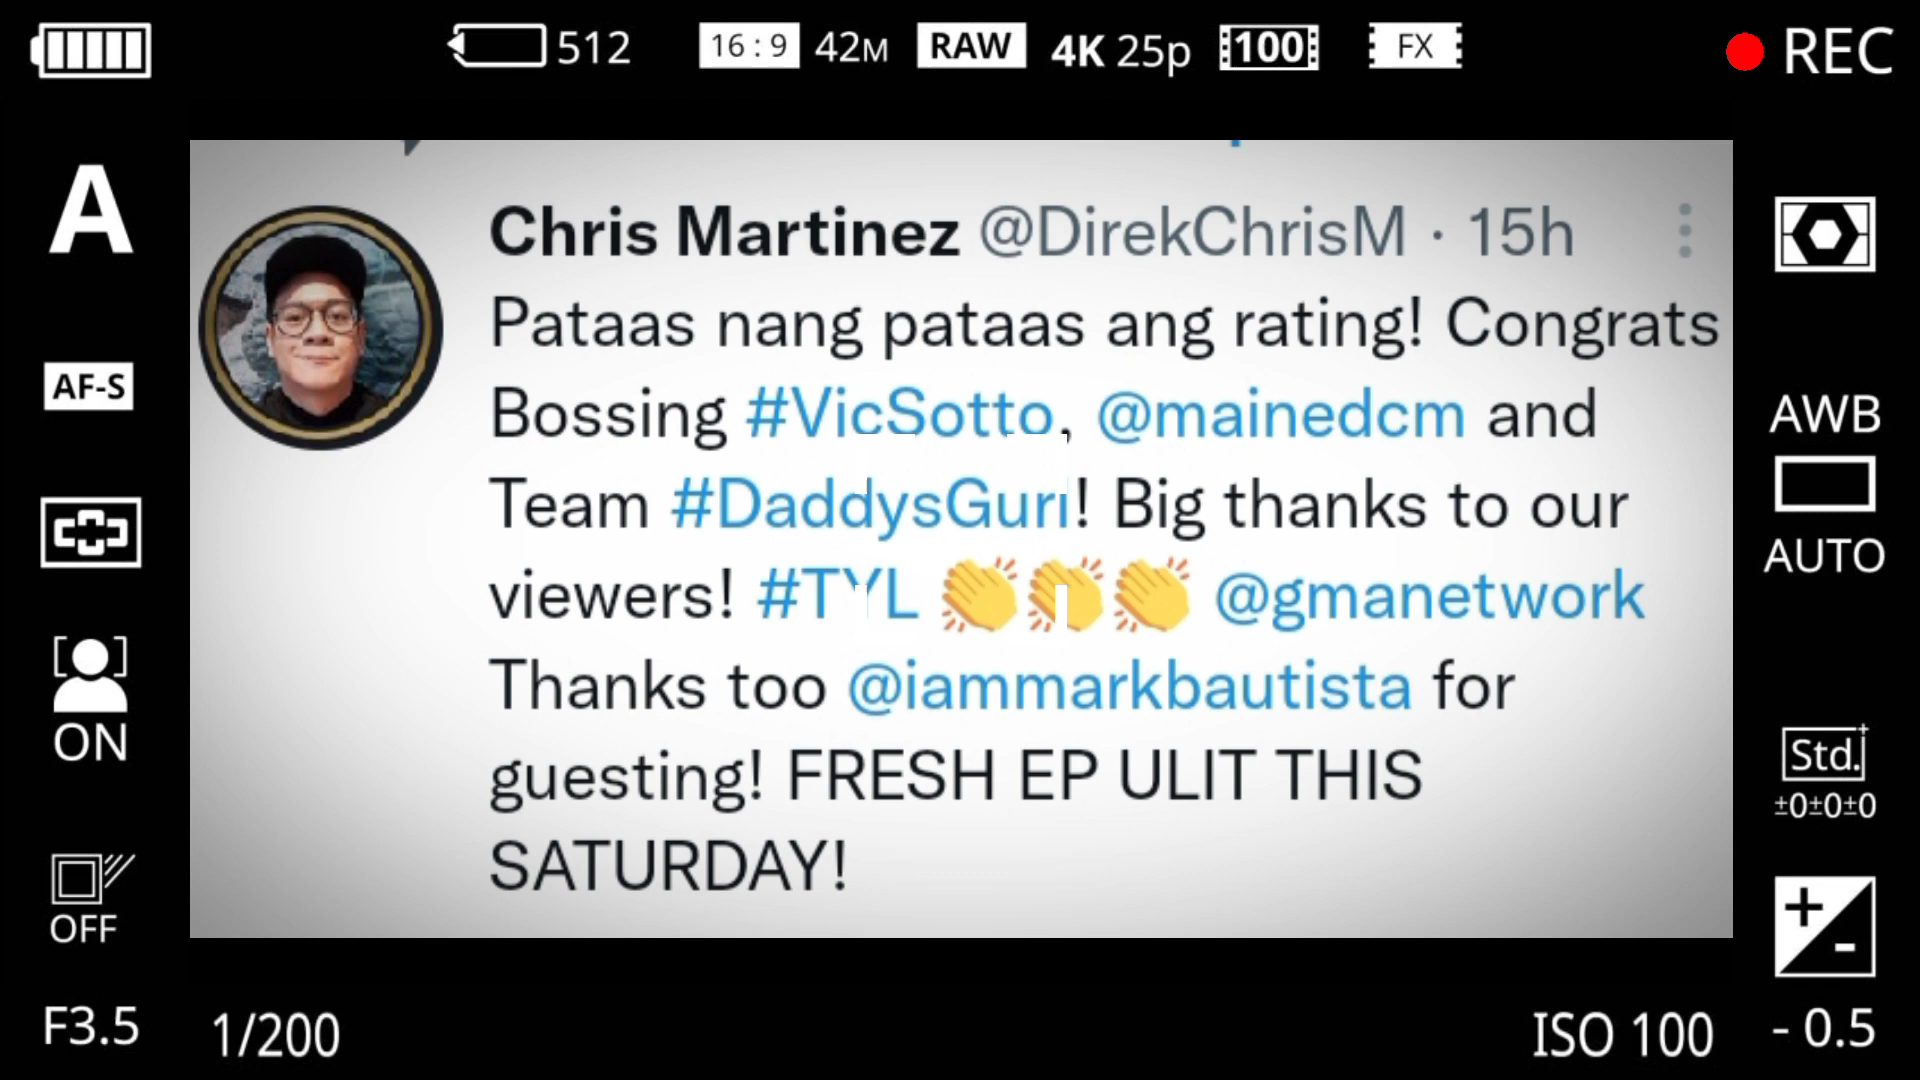 512 16:9 42M RAW 4K 25p 100 FX REC
A
AF-S
ON
OFF
F3.5 1/200
Chris Martinez @DirekChrisM · 15h
Pataas nang pataas ang rating! Congrats
Bossing #VicSotto, @mainedcm and
Team #DaddysGurl! Big thanks to our
viewers! #TYL 👏👏👏 @gmanetwork
Thanks too @iammarkbautista for
guesting! FRESH EP ULIT THIS
SATURDAY!
AWB
AUTO
Std.+
±0±0±0
ISO 100 - 0.5